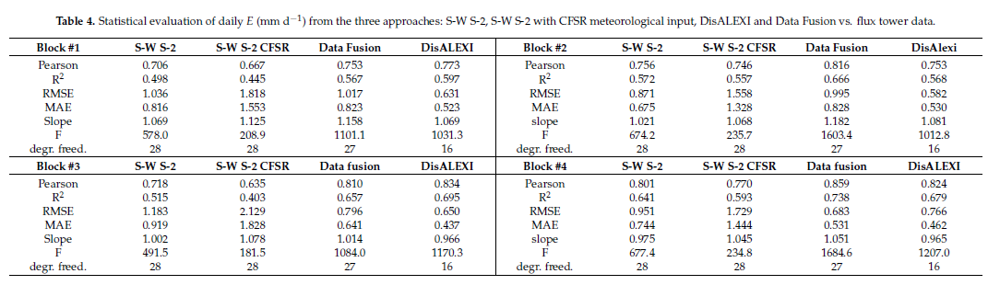 Table 4. Statistical evaluation of daily E (mm d−1) from the three approaches: S-W S-2, S-W S-2 with CFSR meteorological input, DisALEXI and Data Fusion vs. flux tower data.
Block #1 S-W S-2 S-W S-2 CFSR Data Fusion DisALEXI Block #2 S-W S-2 S-W S-2 CFSR Data Fusion DisAlexi
Pearson 0.706 0.667 0.753 0.773 Pearson 0.756 0.746 0.816 0.753
R2 0.498 0.445 0.567 0.597 R2 0.572 0.557 0.666 0.568
RMSE 1.036 1.818 1.017 0.631 RMSE 0.871 1.558 0.995 0.582
MAE 0.816 1.553 0.823 0.523 MAE 0.675 1.328 0.828 0.530
Slope 1.069 1.125 1.158 1.069 slope 1.021 1.068 1.182 1.081
F 578.0 208.9 1101.1 1031.3 F 674.2 235.7 1603.4 1012.8
degr. freed. 28 28 27 16 degr. freed. 28 28 27 16
Block #3 S-W S-2 S-W S-2 CFSR Data fusion DisALEXI Block #4 S-W S-2 S-W S-2 CFSR Data fusion DisALEXI
Pearson 0.718 0.635 0.810 0.834 Pearson 0.801 0.770 0.859 0.824
R2 0.515 0.403 0.657 0.695 R2 0.641 0.593 0.738 0.679
RMSE 1.183 2.129 0.796 0.650 RMSE 0.951 1.729 0.683 0.766
MAE 0.919 1.828 0.641 0.437 MAE 0.744 1.444 0.531 0.462
Slope 1.002 1.078 1.014 0.966 slope 0.975 1.045 1.051 0.965
F 491.5 181.5 1084.0 1170.3 F 677.4 234.8 1684.6 1207.0
degr. freed. 28 28 27 16 degr. freed. 28 28 27 16